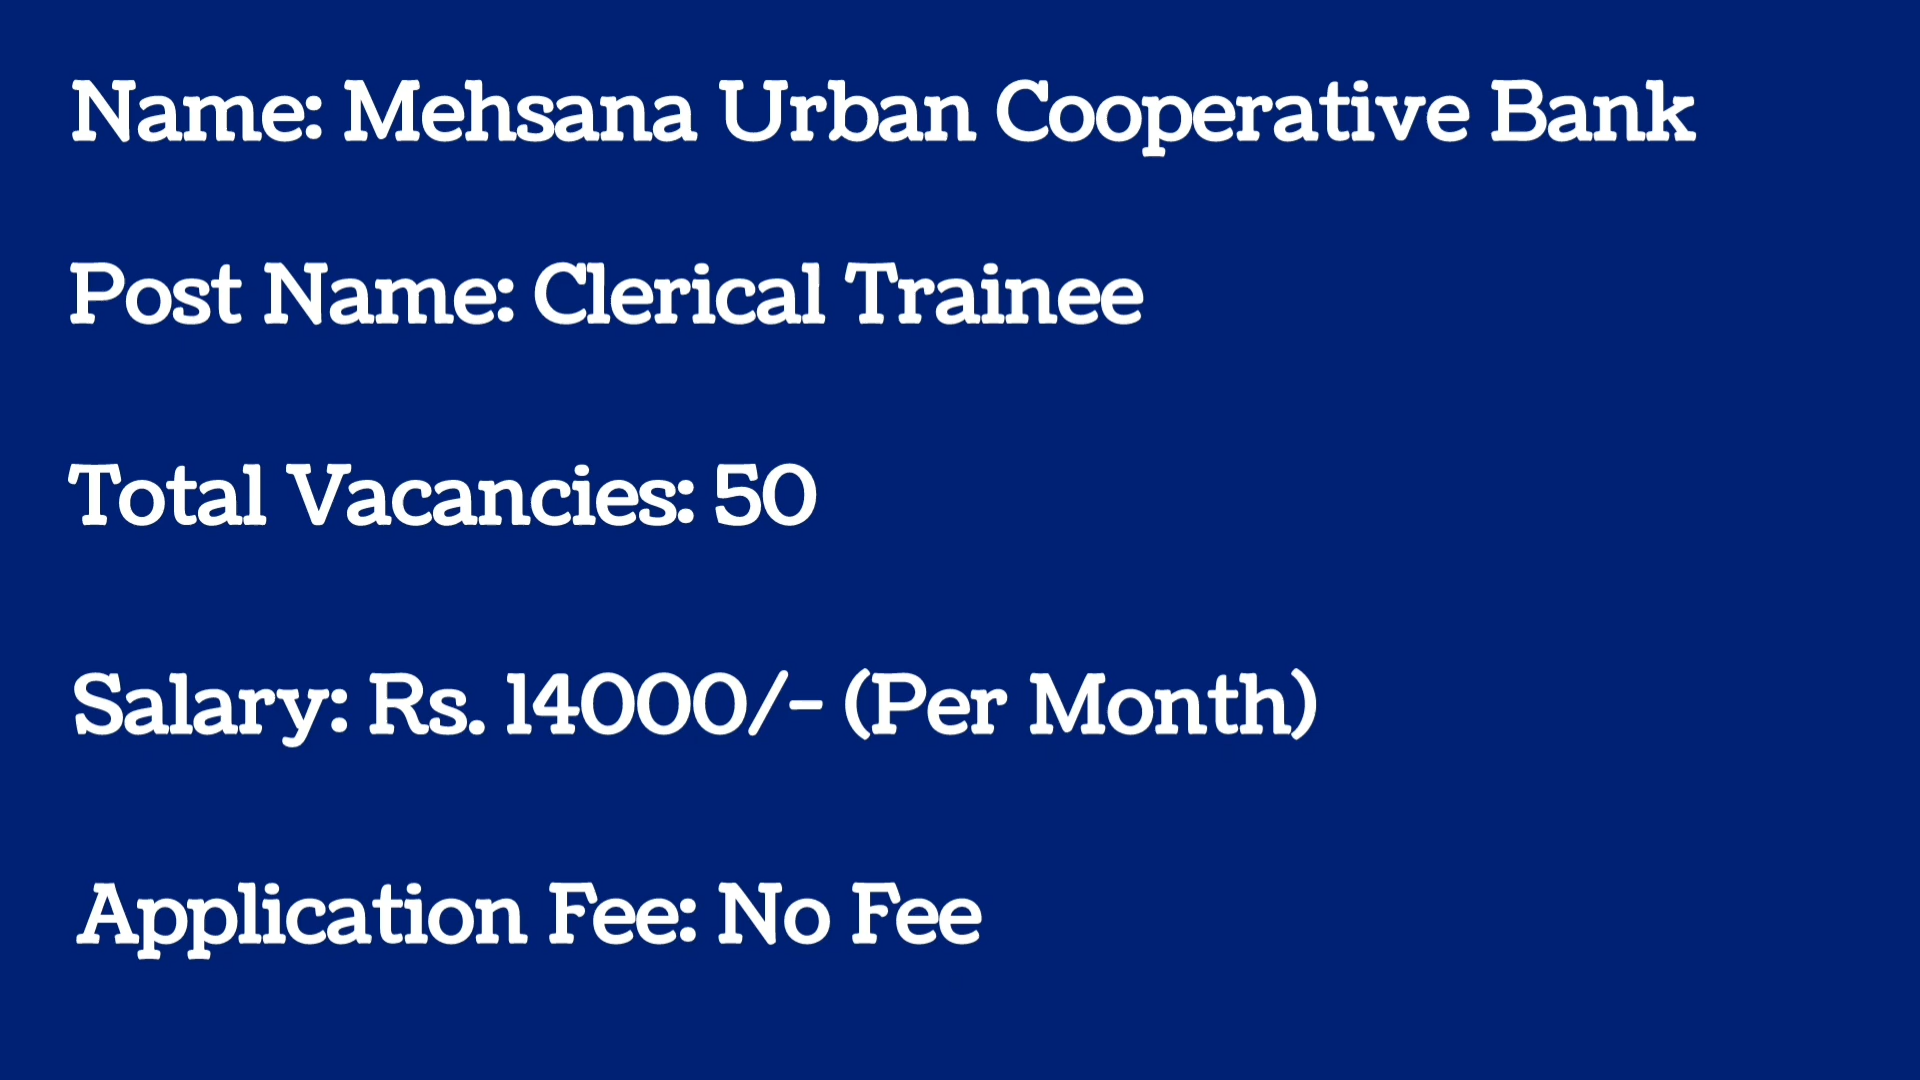 Name: Mehsana Urban Cooperative Bank
Post Name: Clerical Trainee
Total Vacancies: 50
Salary: Rs. 14000/- (Per Month)
Application Fee: No Fee